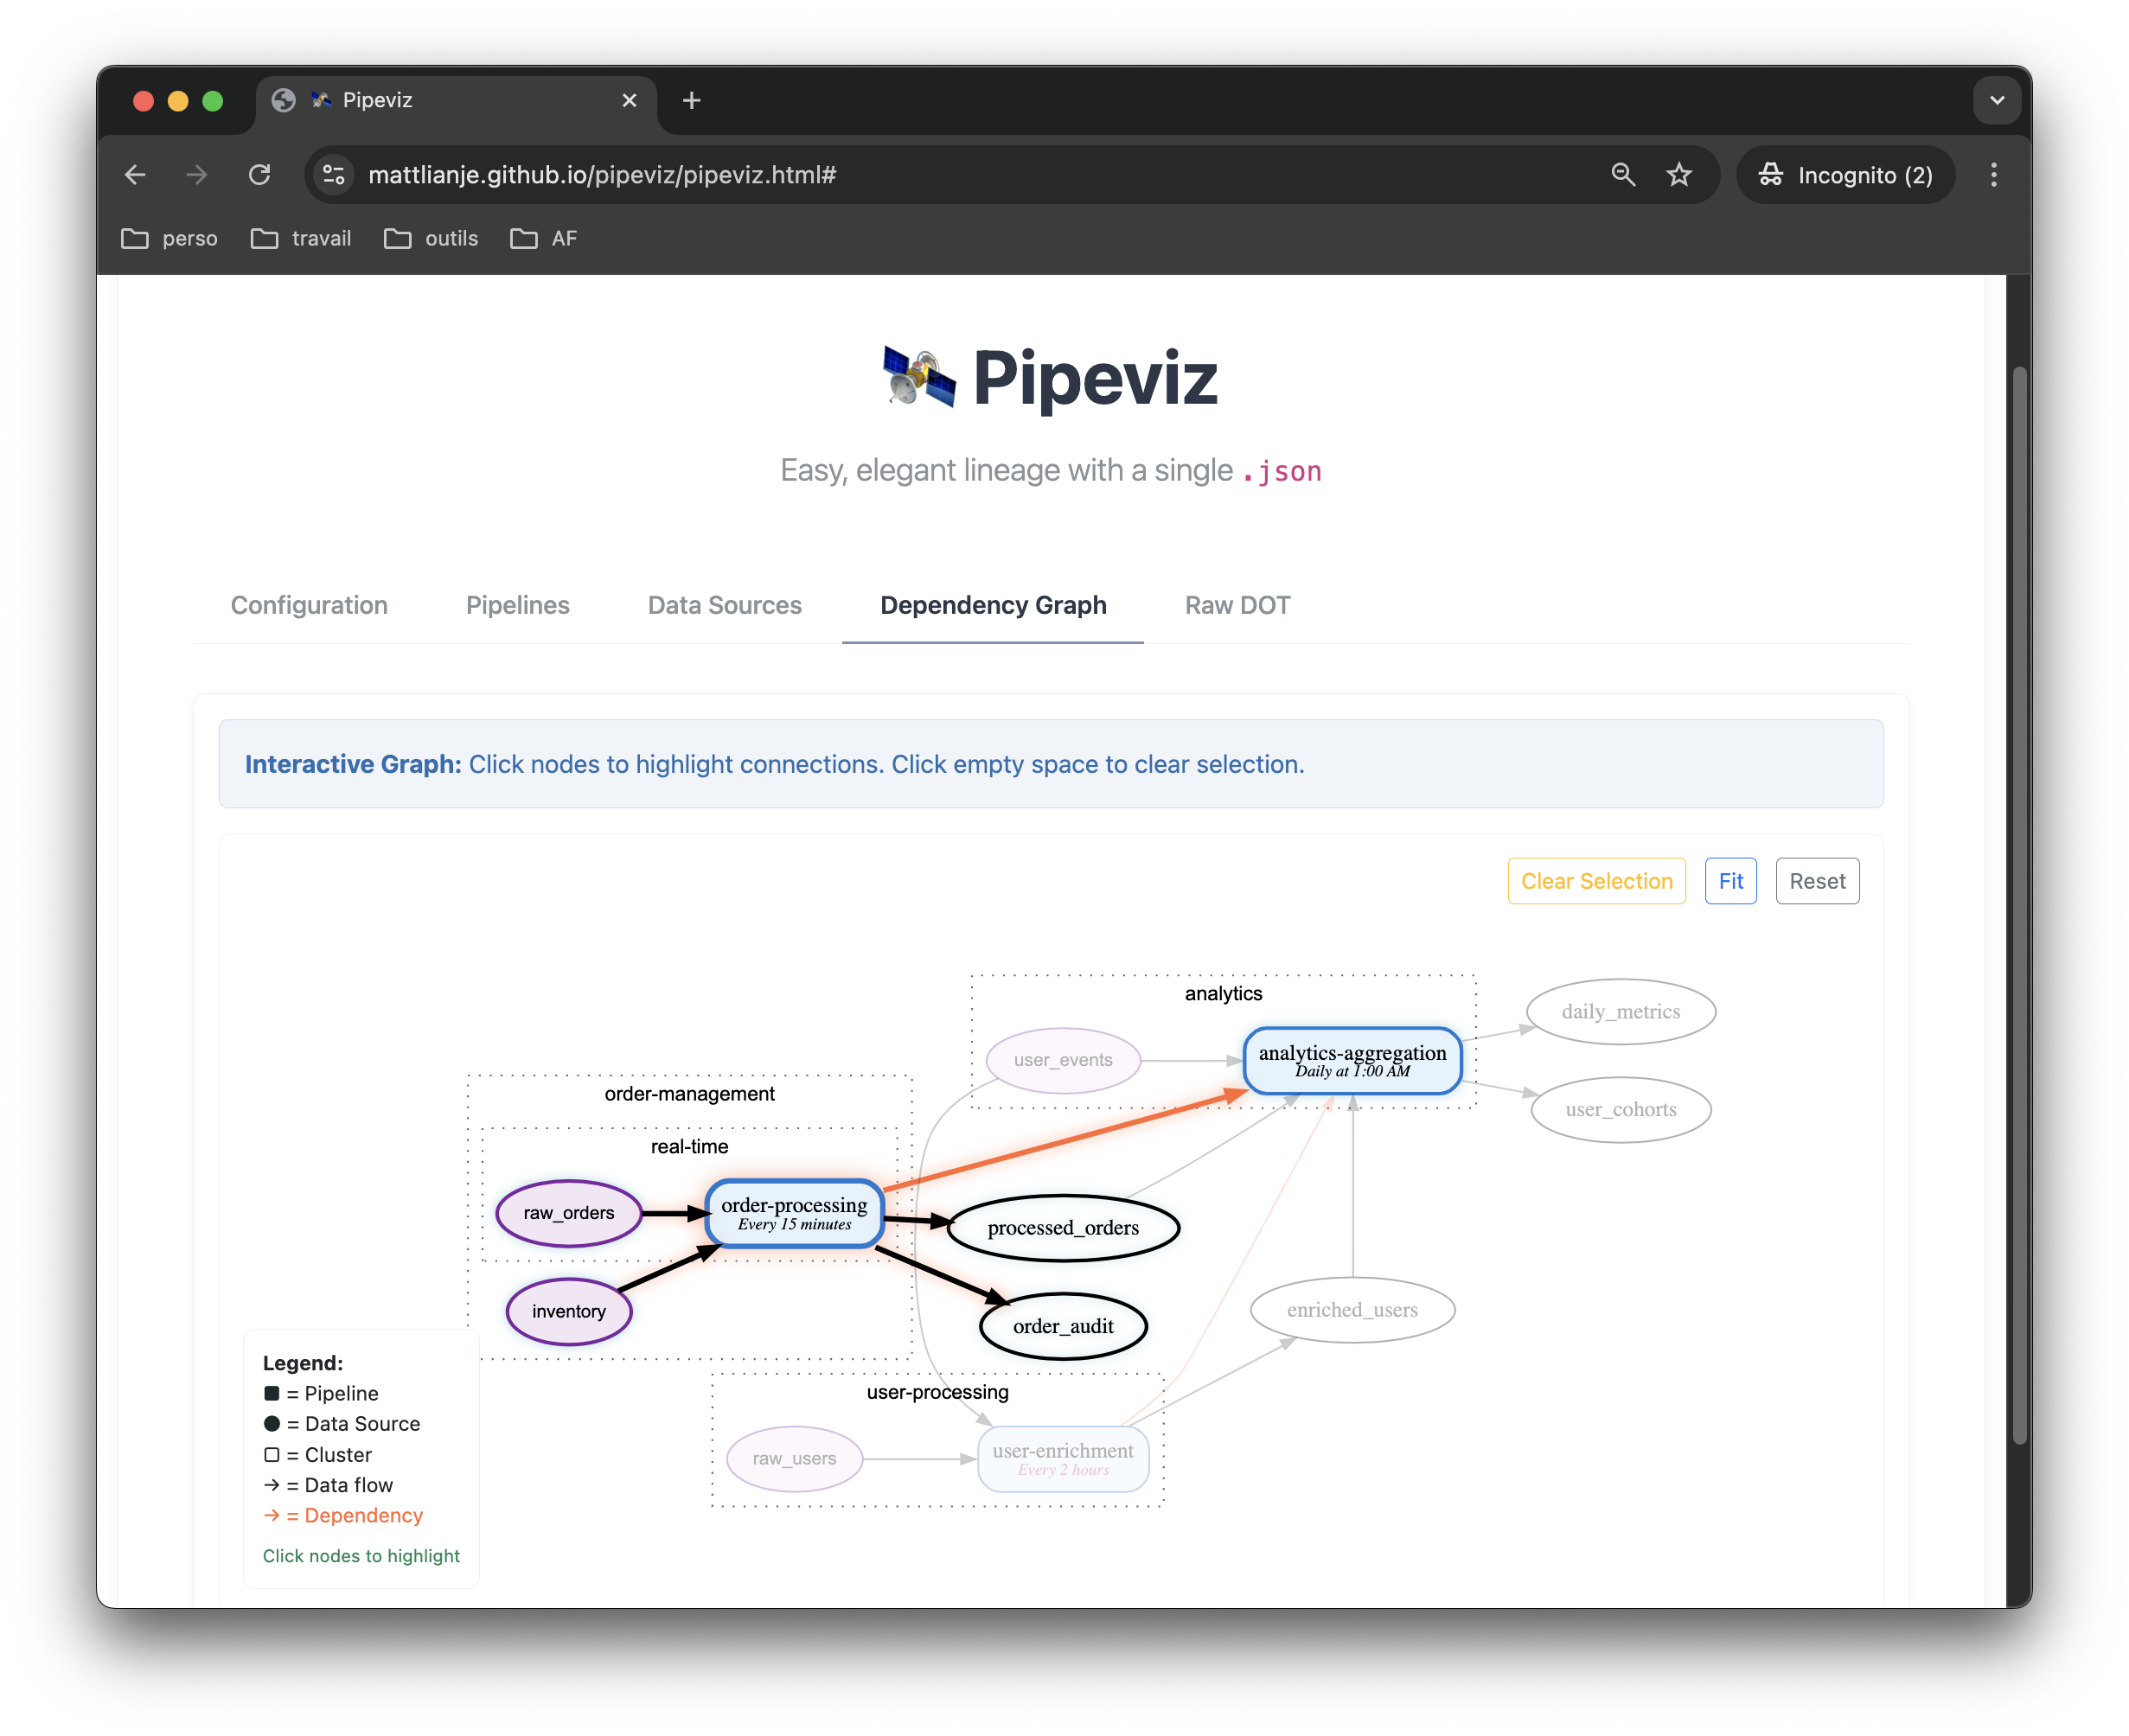 Pipeviz
mattlianje.github.io/pipeviz/pipeviz.html#
Incognito (2)
perso
travail
outils
AF
Pipeviz
Easy, elegant lineage with a single .json
Configuration
Pipelines
Data Sources
Dependency Graph
Raw DOT
Interactive Graph: Click nodes to highlight connections. Click empty space to clear selection.
Clear Selection
Fit
Reset
analytics
daily_metrics
user_events
analytics-aggregation
Daily at 1:00 AM
user_cohorts
order-management
real-time
raw_orders
order-processing
Every 15 minutes
processed_orders
inventory
order_audit
enriched_users
user-processing
raw_users
user-enrichment
Every 2 hours
Legend:
■ = Pipeline
● = Data Source
□ = Cluster
→ = Data flow
→ = Dependency
Click nodes to highlight